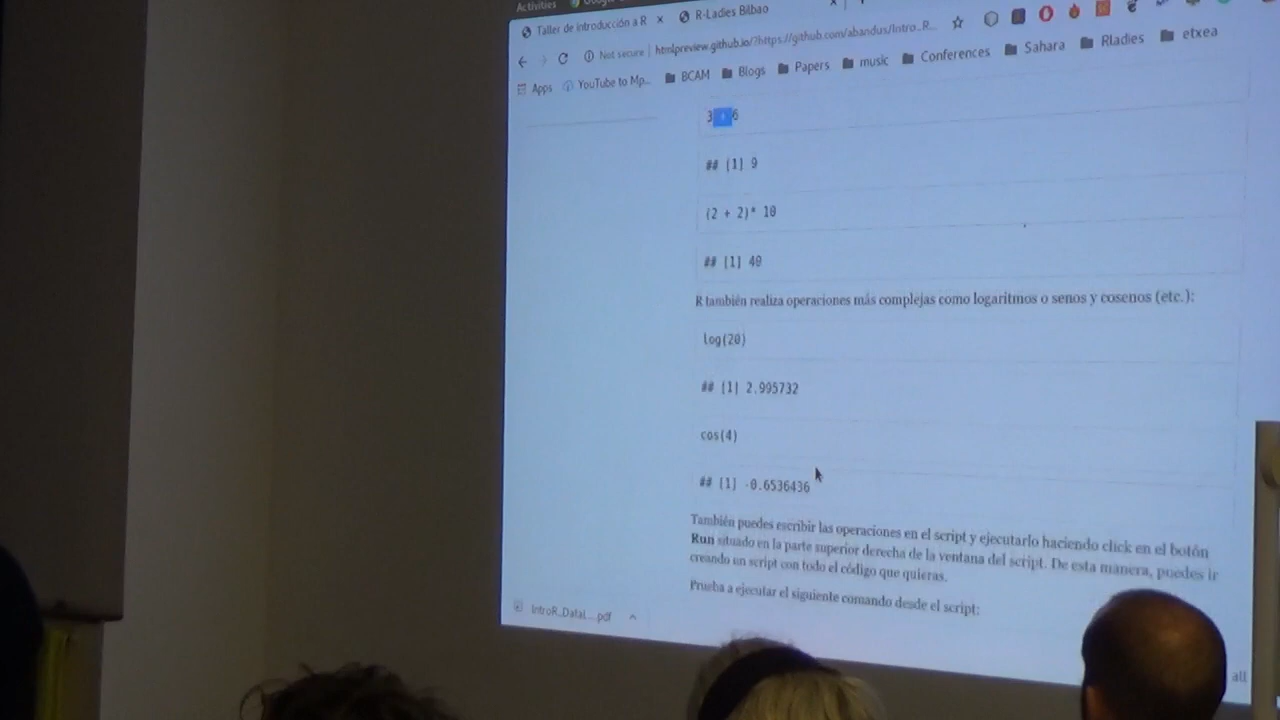 Activities
Taller de introducción a R × R-Ladies Bilbao ×
Not secure | htmlpreview.github.io/?https://github.com/abandus/Intro_R...
Apps YouTube to Mp... BCAM Blogs Papers music Conferences Sahara Rladies etxea
3 + 6
## [1] 9
(2 + 2)* 10
## [1] 40
R también realiza operaciones más complejas como logaritmos o senos y cosenos (etc.):
log(20)
## [1] 2.995732
cos(4)
## [1] -0.6536436
También puedes escribir las operaciones en el script y ejecutarlo haciendo click en el botón
Run situado en la parte superior derecha de la ventana del script. De esta manera, puedes ir
creando un script con todo el código que quieras.
Prueba a ejecutar el siguiente comando desde el script:
IntroR_Datal....pdf
all